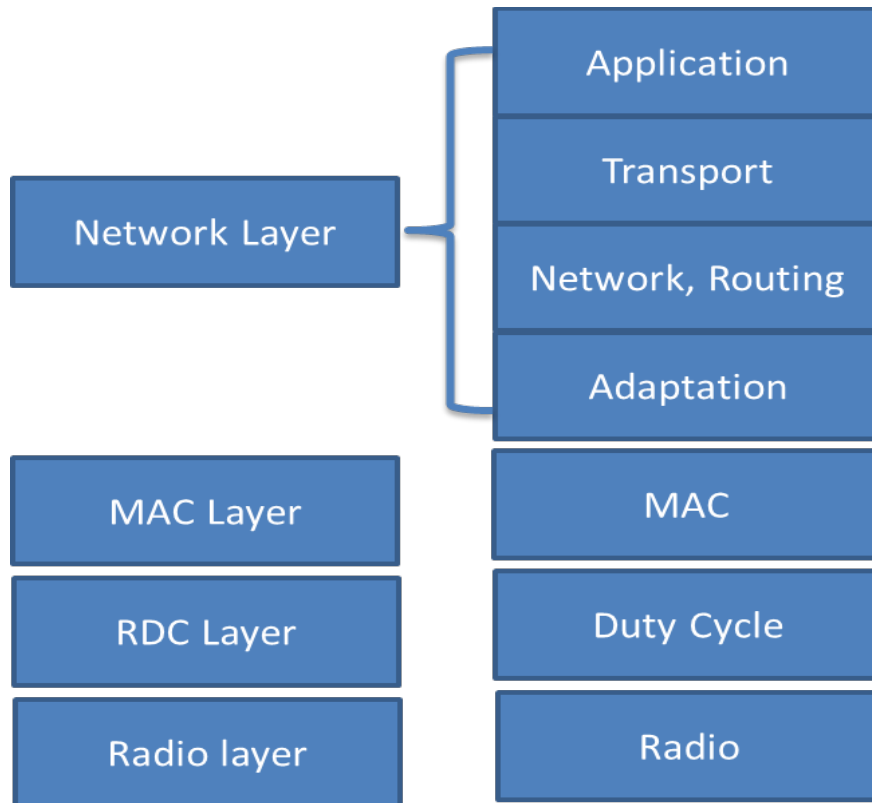 Network Layer
MAC Layer
RDC Layer
Radio layer
Application
Transport
Network, Routing
Adaptation
MAC
Duty Cycle
Radio